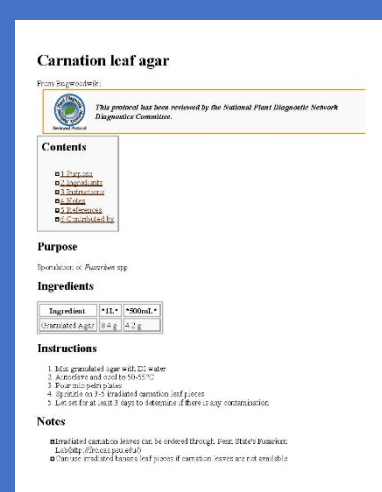 Carnation leaf agar
From Bugwoodwiki
This protocol has been reviewed by the National Plant Diagnostic Network
Diagnostics Committee.
Contents
1 Purpose
2 Ingredients
3 Instructions
4 Notes
5 References
6 Contributed by
Purpose
Sporulation of Fusarium spp
Ingredients
Ingredient *1L* *500mL*
Granulated Agar 8.4 g 4.2 g
Instructions
1. Mix granulated agar with DI water
2. Autoclave and cool to 50-55°C
3. Pour into petri plates
4. Sprinkle on 3-5 irradiated carnation leaf pieces
5. Let set for at least 3 days to determine if there is any contamination
Notes
Irradiated carnation leaves can be ordered through Penn State's Fusarium
Lab(http://frc.cas.psu.edu/)
Can use irradiated banana leaf pieces if carnation leaves are not available